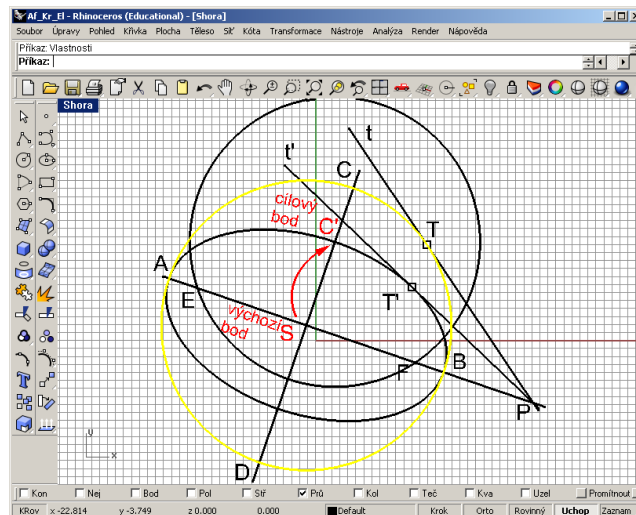 Af_Kr_El - Rhinoceros (Educational) - [Shora]
Soubor Úpravy Pohled Křivka Plocha Těleso Síť Kóta Transformace Nástroje Analýza Render Nápověda
Příkaz: Vlastnosti
Příkaz:
Shora
t
t'
C
cílový
bod
C'
T
A
E
T'
výchozí
bod
S
F
B
P
D
y
x
Kon Nej Bod Pol Stř Prů Kol Teč Kva Uzel Promítnout
KRov x -22.814 y -3.749 z 0.000 0.000 Default Krok Orto Rovinný Uchop Zaznam